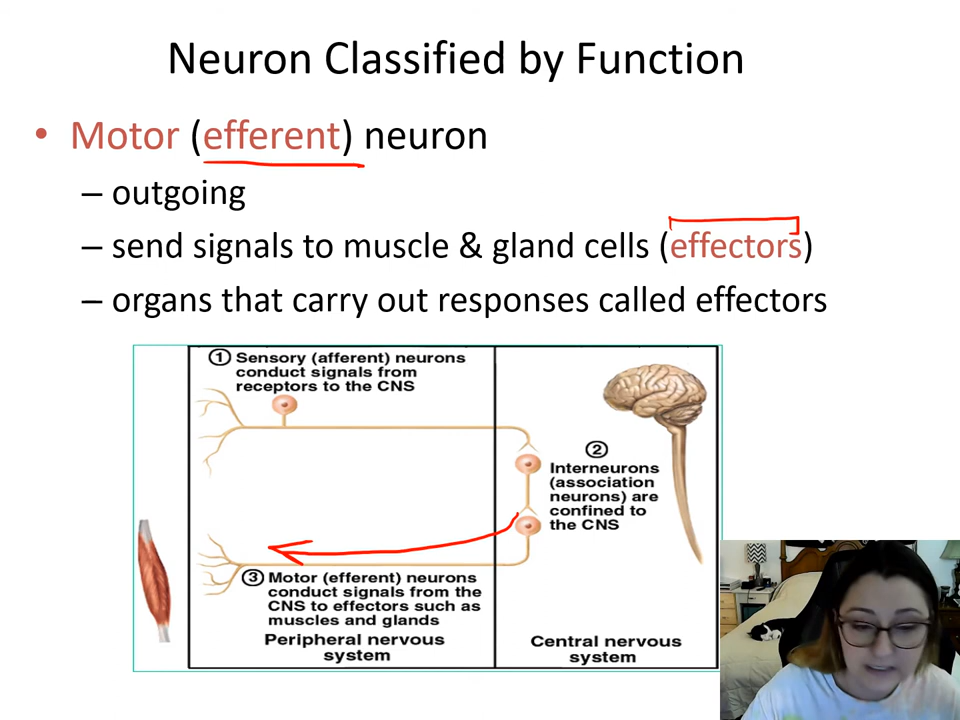 Neuron Classified by Function
• Motor (efferent) neuron
– outgoing
– send signals to muscle & gland cells (effectors)
– organs that carry out responses called effectors
① Sensory (afferent) neurons
conduct signals from
receptors to the CNS
②
Interneurons
(association
neurons) are
confined to
the CNS
③ Motor (efferent) neurons
conduct signals from the
CNS to effectors such as
muscles and glands
Peripheral nervous
system
Central nervous
system